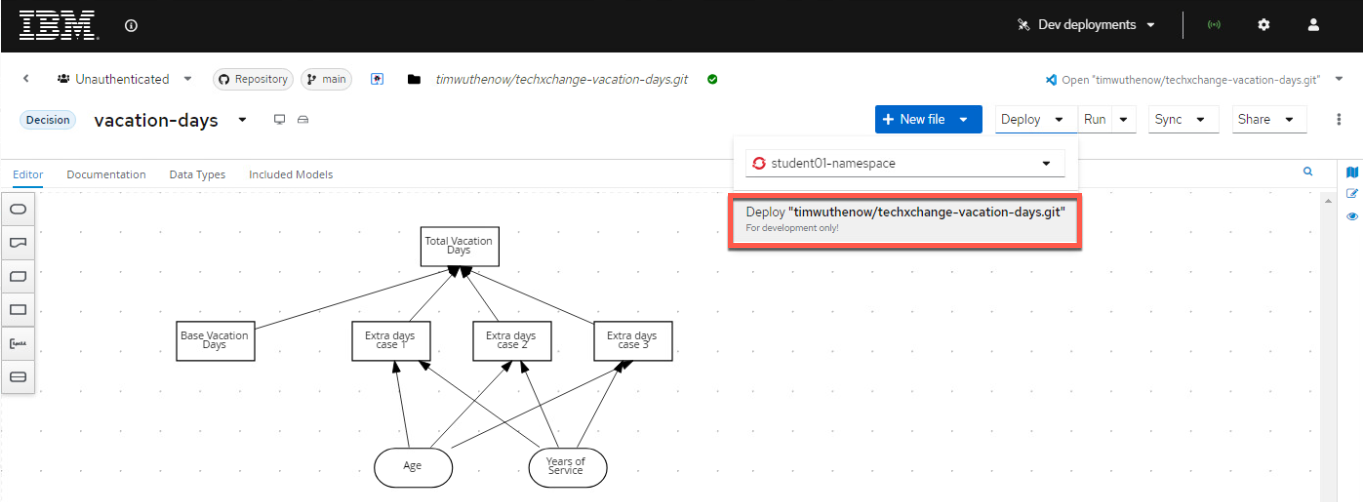 IBM.
Dev deployments
Unauthenticated
Repository
main
timwuthenow/techxchange-vacation-days.git
Open "timwuthenow/techxchange-vacation-days.git"
Decision
vacation-days
+ New file
Deploy
Run
Sync
Share
student01-namespace
Editor
Documentation
Data Types
Included Models
Deploy "timwuthenow/techxchange-vacation-days.git"
For development only!
Total Vacation
Days
Base Vacation
Days
Extra days
case 1
Extra days
case 2
Extra days
case 3
Age
Years of
Service